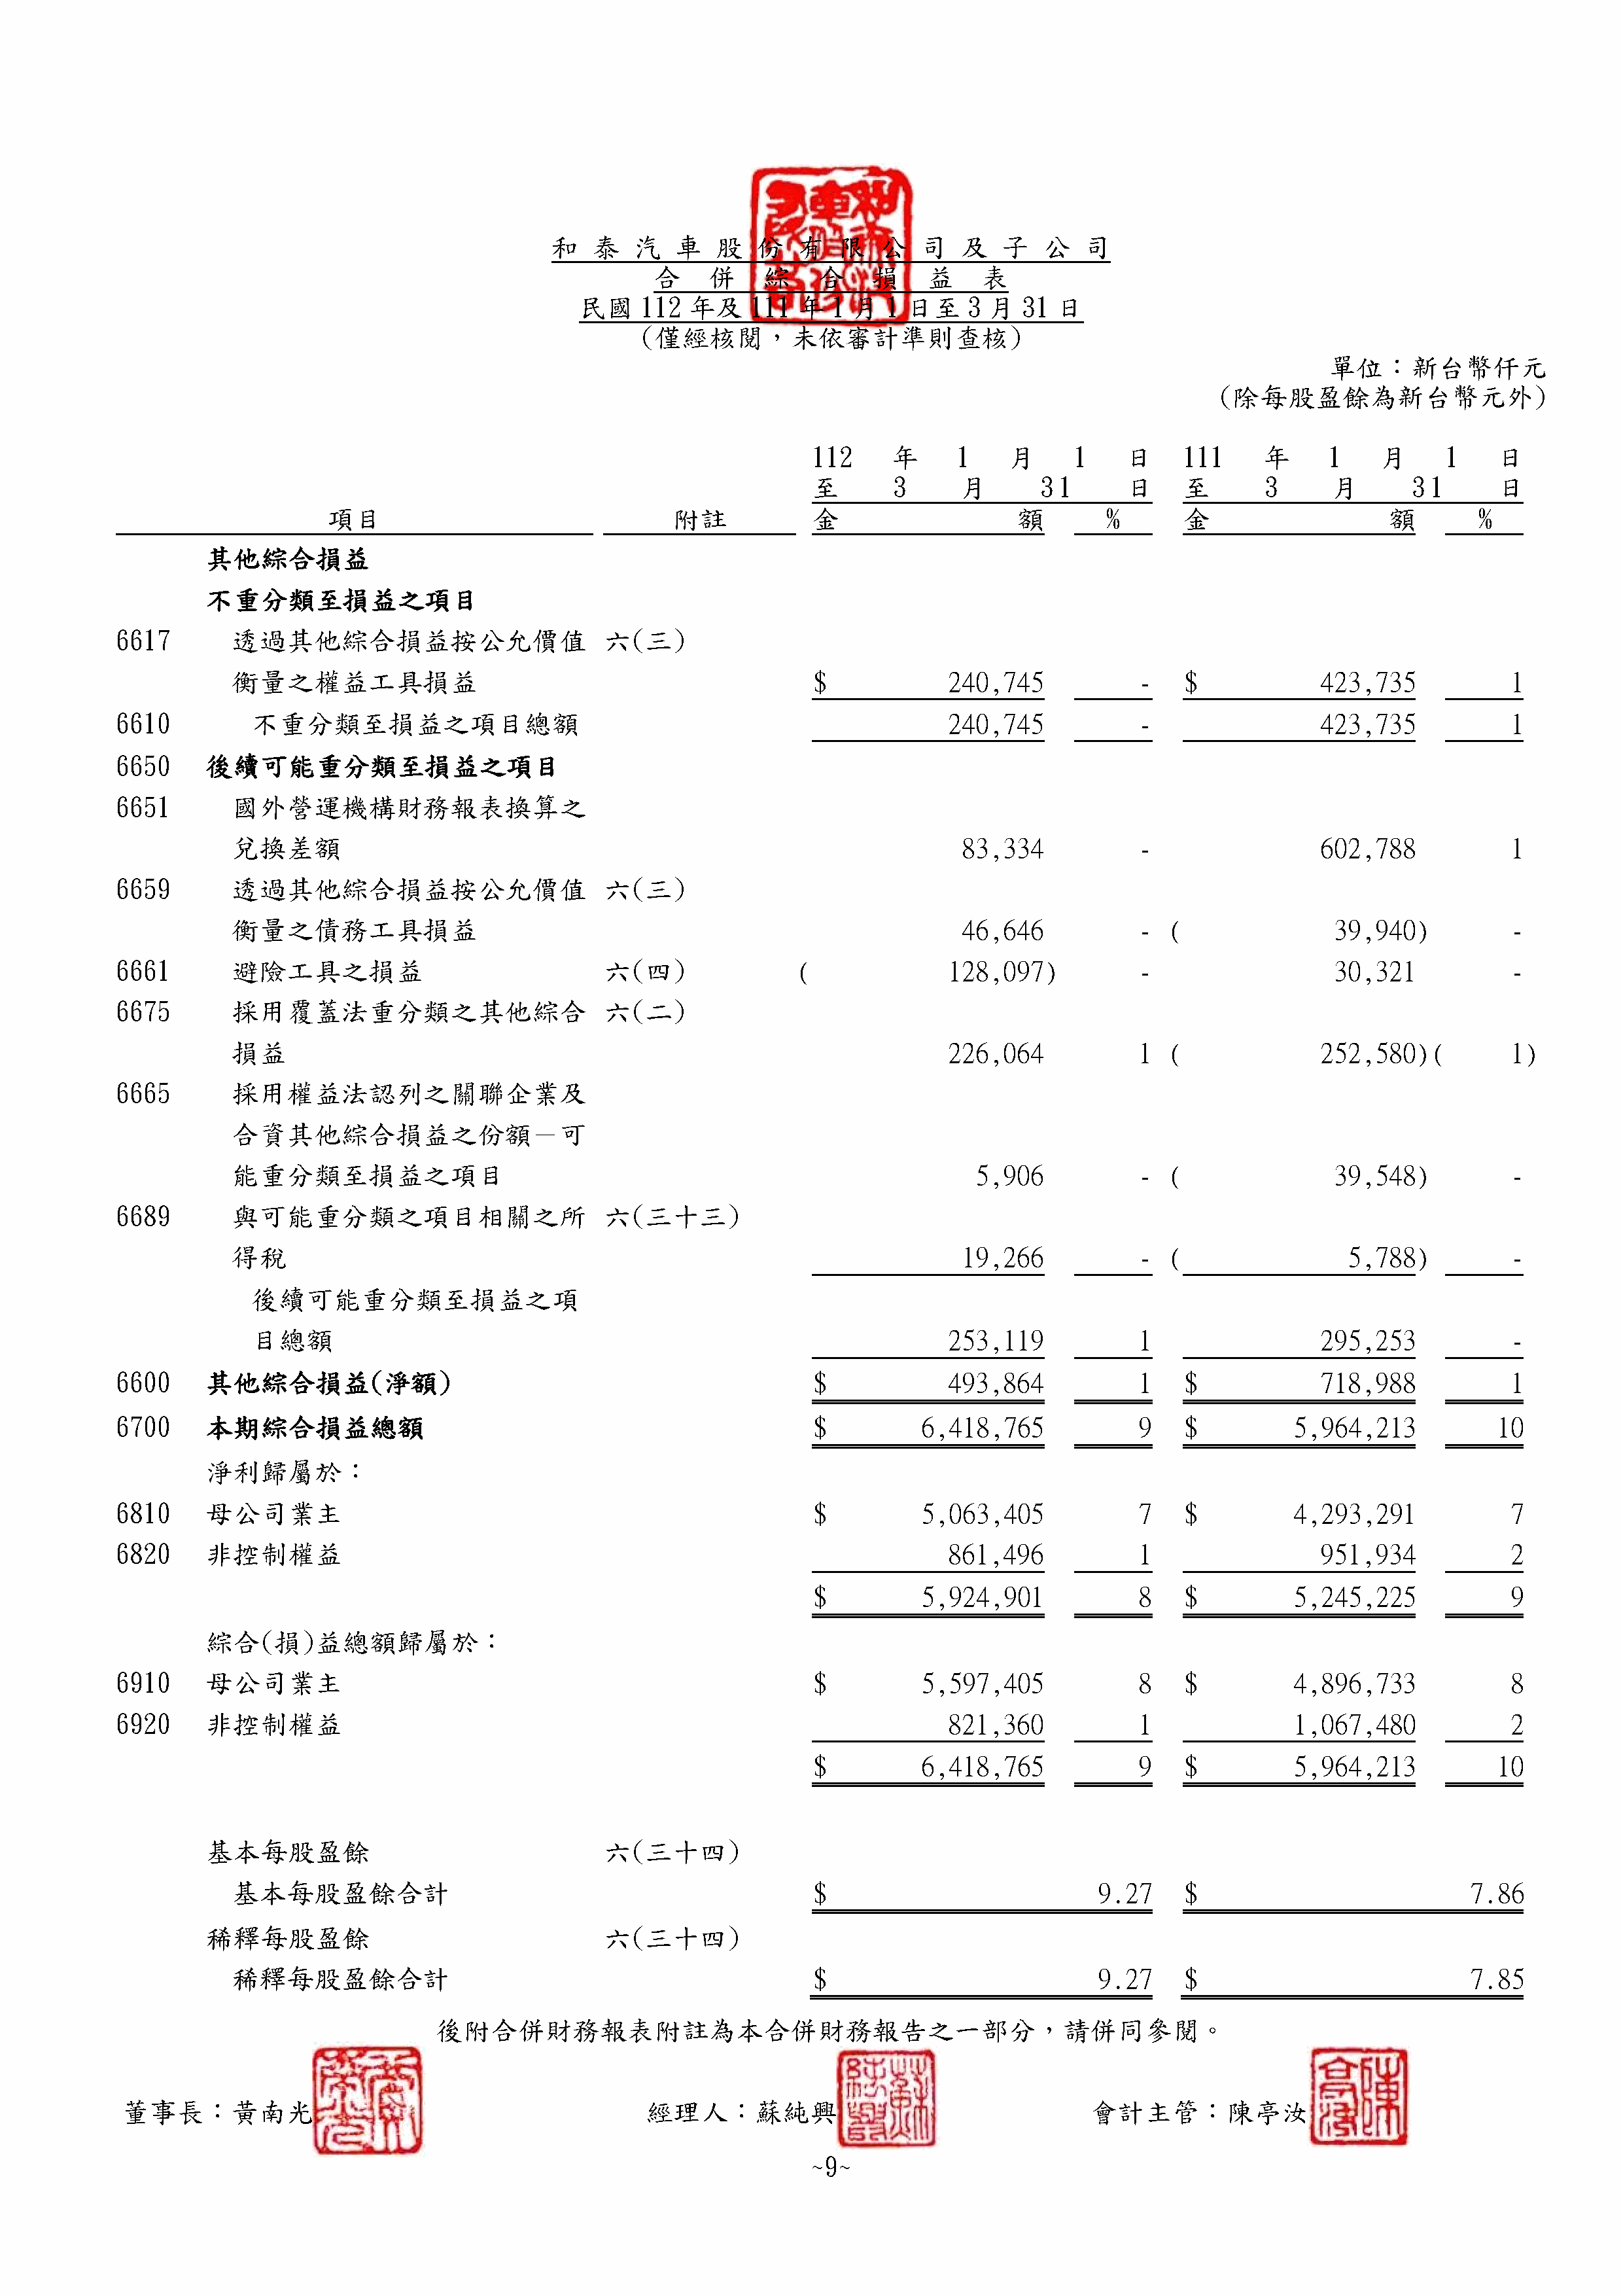 和泰汽車股份有限公司及子公司
合併綜合損益表
民國 112 年及 111 年 1 月 1 日至 3 月 31 日
(僅經核閱，未依審計準則查核)
單位：新台幣仟元
(除每股盈餘為新台幣元外)
112 年 1 月 1 日 111 年 1 月 1 日
至 3 月 31 日 至 3 月 31 日
項目 附註 金 額 % 金 額 %
其他綜合損益
不重分類至損益之項目
6617 透過其他綜合損益按公允價值 六(三)
衡量之權益工具損益 $ 240,745 - $ 423,735 1
6610 不重分類至損益之項目總額 240,745 - 423,735 1
6650 後續可能重分類至損益之項目
6651 國外營運機構財務報表換算之
兌換差額 83,334 - 602,788 1
6659 透過其他綜合損益按公允價值 六(三)
衡量之債務工具損益 46,646 - ( 39,940) -
6661 避險工具之損益 六(四) ( 128,097) - 30,321 -
6675 採用覆蓋法重分類之其他綜合 六(二)
損益 226,064 1 ( 252,580)( 1)
6665 採用權益法認列之關聯企業及
合資其他綜合損益之份額－可
能重分類至損益之項目 5,906 - ( 39,548) -
6689 與可能重分類之項目相關之所 六(三十三)
得稅 19,266 - ( 5,788) -
後續可能重分類至損益之項
目總額 253,119 1 295,253 -
6600 其他綜合損益(淨額) $ 493,864 1 $ 718,988 1
6700 本期綜合損益總額 $ 6,418,765 9 $ 5,964,213 10
淨利歸屬於：
6810 母公司業主 $ 5,063,405 7 $ 4,293,291 7
6820 非控制權益 861,496 1 951,934 2
$ 5,924,901 8 $ 5,245,225 9
綜合(損)益總額歸屬於：
6910 母公司業主 $ 5,597,405 8 $ 4,896,733 8
6920 非控制權益 821,360 1 1,067,480 2
$ 6,418,765 9 $ 5,964,213 10
基本每股盈餘 六(三十四)
基本每股盈餘合計 $ 9.27 $ 7.86
稀釋每股盈餘 六(三十四)
稀釋每股盈餘合計 $ 9.27 $ 7.85
後附合併財務報表附註為本合併財務報告之一部分，請併同參閱。
董事長：黃南光 經理人：蘇純興 會計主管：陳亭汝
~9~